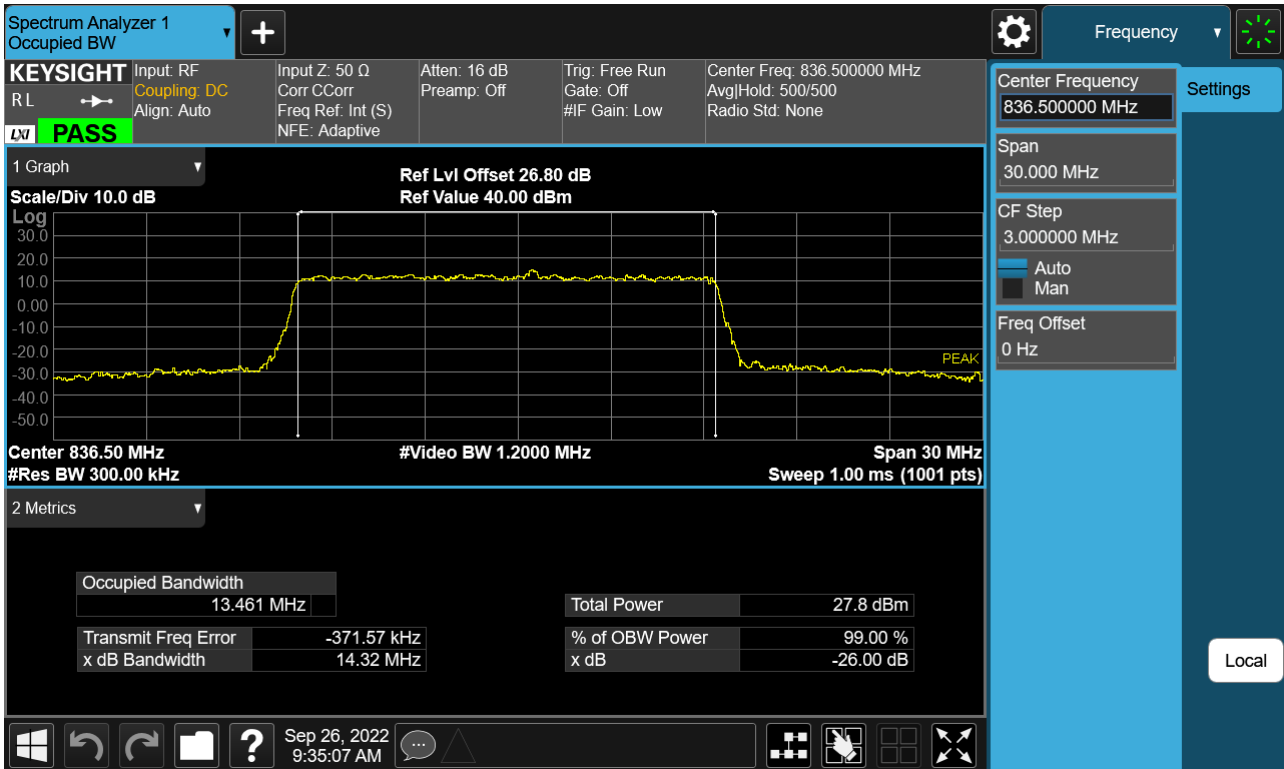 Spectrum Analyzer 1
Occupied BW
Frequency
KEYSIGHT
R L
LXI
PASS
Input: RF
Coupling: DC
Align: Auto
Input Z: 50 Ω
Corr CCorr
Freq Ref: Int (S)
NFE: Adaptive
Atten: 16 dB
Preamp: Off
Trig: Free Run
Gate: Off
#IF Gain: Low
Center Freq: 836.500000 MHz
Avg|Hold: 500/500
Radio Std: None
Center Frequency
836.500000 MHz
Settings
Span
30.000 MHz
CF Step
3.000000 MHz
Auto
Man
Freq Offset
0 Hz
Local
1 Graph
Scale/Div 10.0 dB
Ref Lvl Offset 26.80 dB
Ref Value 40.00 dBm
Log
30.0
20.0
10.0
0.00
-10.0
-20.0
-30.0
-40.0
-50.0
PEAK
Center 836.50 MHz
#Video BW 1.2000 MHz
Span 30 MHz
#Res BW 300.00 kHz
Sweep 1.00 ms (1001 pts)
2 Metrics
Occupied Bandwidth
13.461 MHz
Total Power 27.8 dBm
Transmit Freq Error -371.57 kHz
% of OBW Power 99.00 %
x dB Bandwidth 14.32 MHz
x dB -26.00 dB
Sep 26, 2022
9:35:07 AM